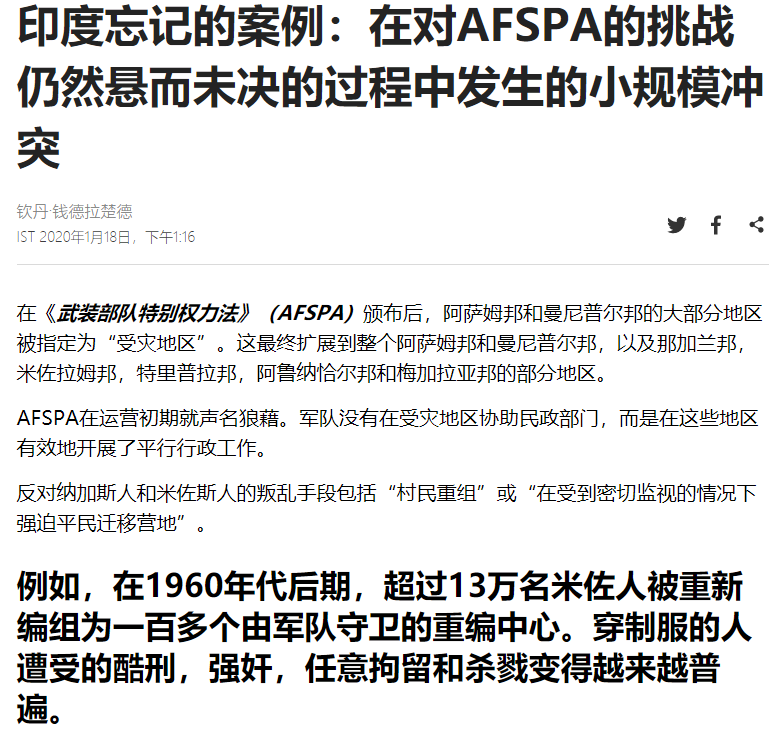 印度忘记的案例：在对AFSPA的挑战
仍然悬而未决的过程中发生的小规模冲
突
钦丹·钱德拉楚德
IST 2020年1月18日，下午1:16
在《武装部队特别权力法》（AFSPA）颁布后，阿萨姆邦和曼尼普尔邦的大部分地区
被指定为“受灾地区”。这最终扩展到整个阿萨姆邦和曼尼普尔邦，以及那加兰邦，
米佐拉姆邦，特里普拉邦，阿鲁纳恰尔邦和梅加拉亚邦的部分地区。
AFSPA在运营初期就声名狼藉。军队没有在受灾地区协助民政部门，而是在这些地区
有效地开展了平行行政工作。
反对纳加斯人和米佐斯人的叛乱手段包括“村民重组”或“在受到密切监视的情况下
强迫平民迁移营地”。
例如，在1960年代后期，超过13万名米佐人被重新
编组为一百多个由军队守卫的重编中心。穿制服的人
遭受的酷刑，强奸，任意拘留和杀戮变得越来越普
遍。